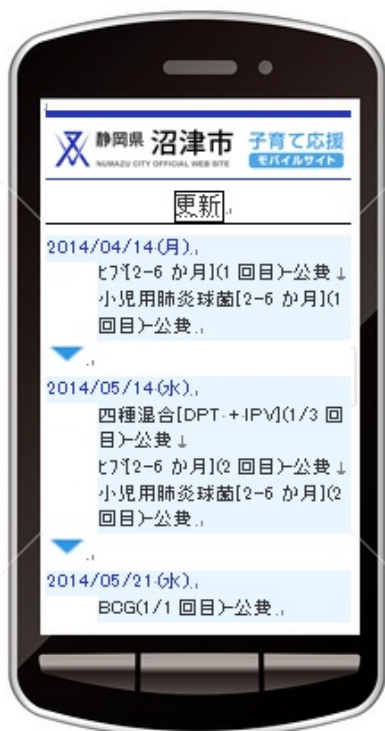 静岡県 沼津市 子育て応援
NUMAZU CITY OFFICIAL WEB SITE モバイルサイト
更新
2014/04/14(月)
ﾋﾌﾞ[2-6 か月](1 回目)-公費↓
小児用肺炎球菌[2-6 か月](1
回目)-公費
2014/05/14(水)
四種混合[DPT + IPV](1/3 回
目)-公費↓
ﾋﾌﾞ[2-6 か月](2 回目)-公費↓
小児用肺炎球菌[2-6 か月](2
回目)-公費
2014/05/21(水)
BCG(1/1 回目)-公費